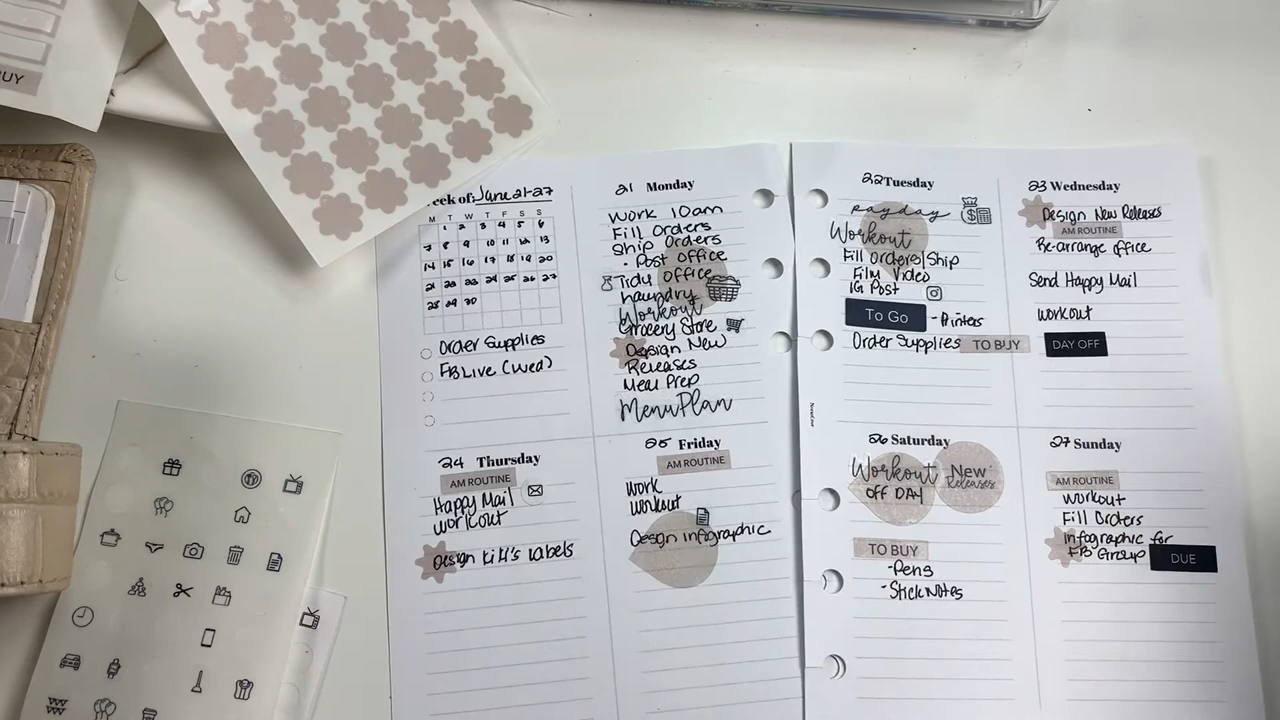 UY
eek of: June 21-27
M T W T F S S
1 2 3 4 5 6
7 8 9 10 11 12 13
14 15 16 17 18 19 20
21 22 23 24 25 26 27
28 29 30
Order Supplies
FB Live (Wed)
21 Monday
Work 10am
Fill Orders
Ship Orders
- Post Office
Tidy Office
Laundry
Workout
Grocery Store
Design New
Releases
Meal Prep
Menu Plan
22 Tuesday
Payday
Workout
Fill Orders/Ship
Film Video
IG Post
To Go
- Printers
Order Supplies TO BUY
23 Wednesday
Design New Releases
AM ROUTINE
Re-arrange Office
Send Happy Mail
Workout
DAY OFF
24 Thursday
AM ROUTINE
Happy Mail
Workout
Design Kiki's Labels
25 Friday
AM ROUTINE
Work
Workout
Design Infographic
26 Saturday
Workout
OFF DAY
New
Releases
TO BUY
- Pens
- Stick Notes
27 Sunday
AM ROUTINE
Workout
Fill Orders
Infographic for
FB Group DUE